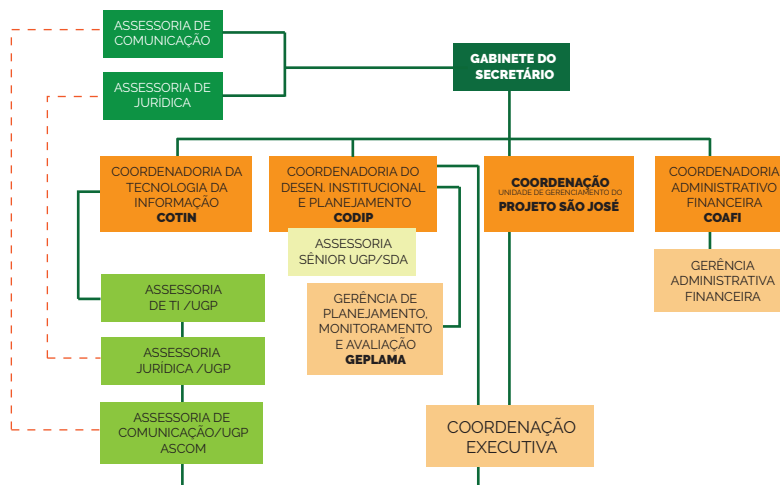 ASSESSORIA DE
COMUNICAÇÃO
GABINETE DO
SECRETÁRIO
ASSESSORIA DE
JURÍDICA
COORDENADORIA DA
TECNOLOGIA DA
INFORMAÇÃO
COTIN
COORDENADORIA DO
DESEN. INSTITUCIONAL
E PLANEJAMENTO
CODIP
COORDENAÇÃO
UNIDADE DE GERENCIAMENTO DO
PROJETO SÃO JOSÉ
COORDENADORIA
ADMINISTRATIVO
FINANCEIRA
COAFI
ASSESSORIA
SÊNIOR UGP/SDA
GERÊNCIA
ADMINISTRATIVA
FINANCEIRA
ASSESSORIA
DE TI /UGP
GERÊNCIA DE
PLANEJAMENTO,
MONITORAMENTO
E AVALIAÇÃO
GEPLAMA
ASSESSORIA
JURÍDICA /UGP
ASSESSORIA DE
COMUNICAÇÃO/UGP
ASCOM
COORDENAÇÃO
EXECUTIVA